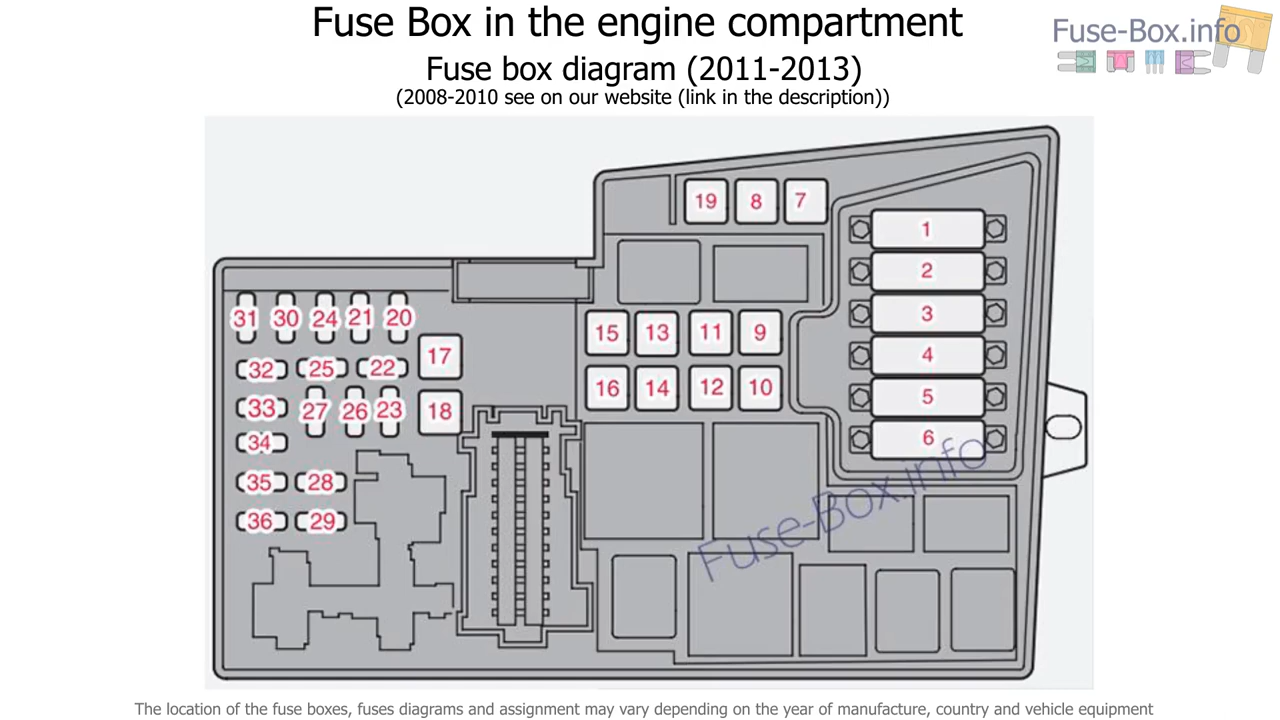 Fuse Box in the engine compartment
Fuse box diagram (2011-2013)
(2008-2010 see on our website (link in the description))
Fuse-Box.info
19 8 7
1
2
3
4
5
6
31 30 24 21 20
15 13 11 9
17
32 25 22
16 14 12 10
33 27 26 23 18
34
35 28
36 29
Fuse-Box.info
The location of the fuse boxes, fuses diagrams and assignment may vary depending on the year of manufacture, country and vehicle equipment